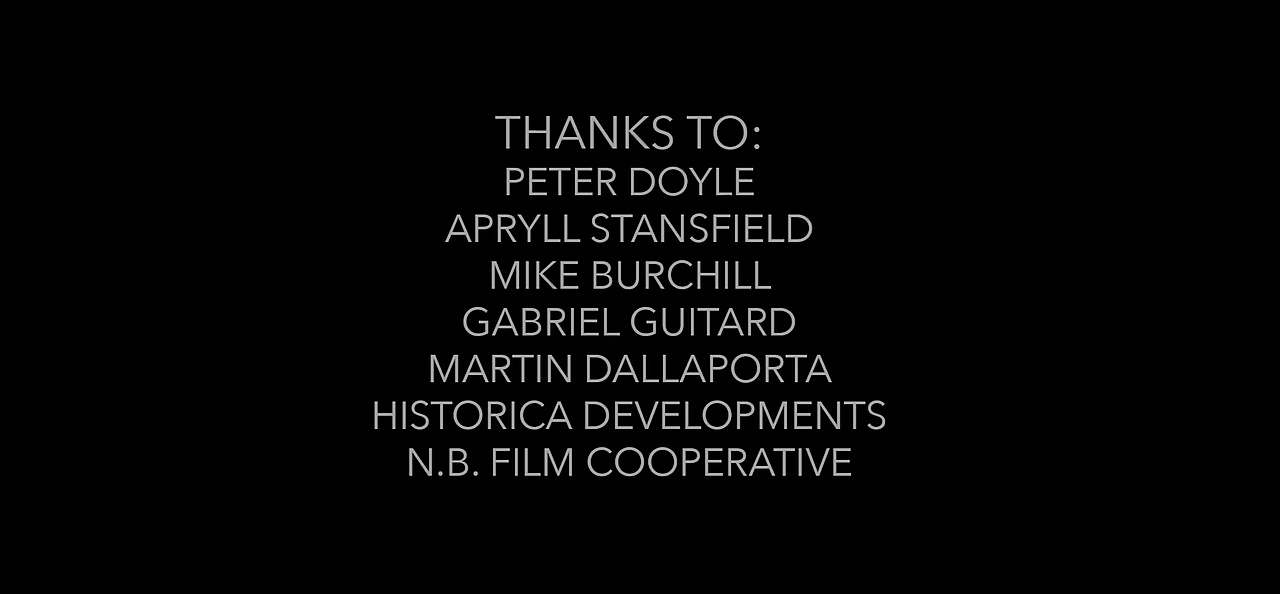 THANKS TO:
PETER DOYLE
APRYLL STANSFIELD
MIKE BURCHILL
GABRIEL GUITARD
MARTIN DALLAPORTA
HISTORICA DEVELOPMENTS
N.B. FILM COOPERATIVE